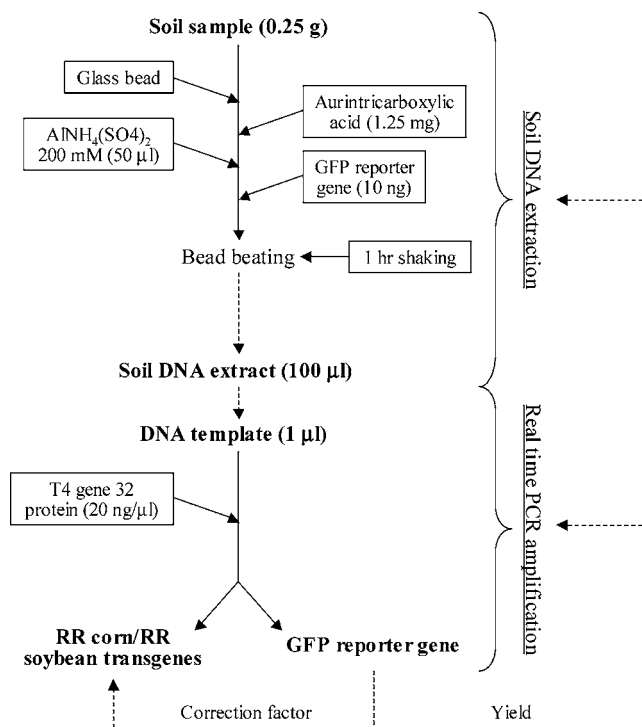 Soil sample (0.25 g)
Glass bead
Aurintricarboxylic
acid (1.25 mg)
AlNH4(SO4)2
200 mM (50 µl)
GFP reporter
gene (10 ng)
Bead beating
1 hr shaking
Soil DNA extraction
Soil DNA extract (100 µl)
DNA template (1 µl)
T4 gene 32
protein (20 ng/µl)
Real time PCR amplification
RR corn/RR
soybean transgenes
GFP reporter gene
Correction factor
Yield